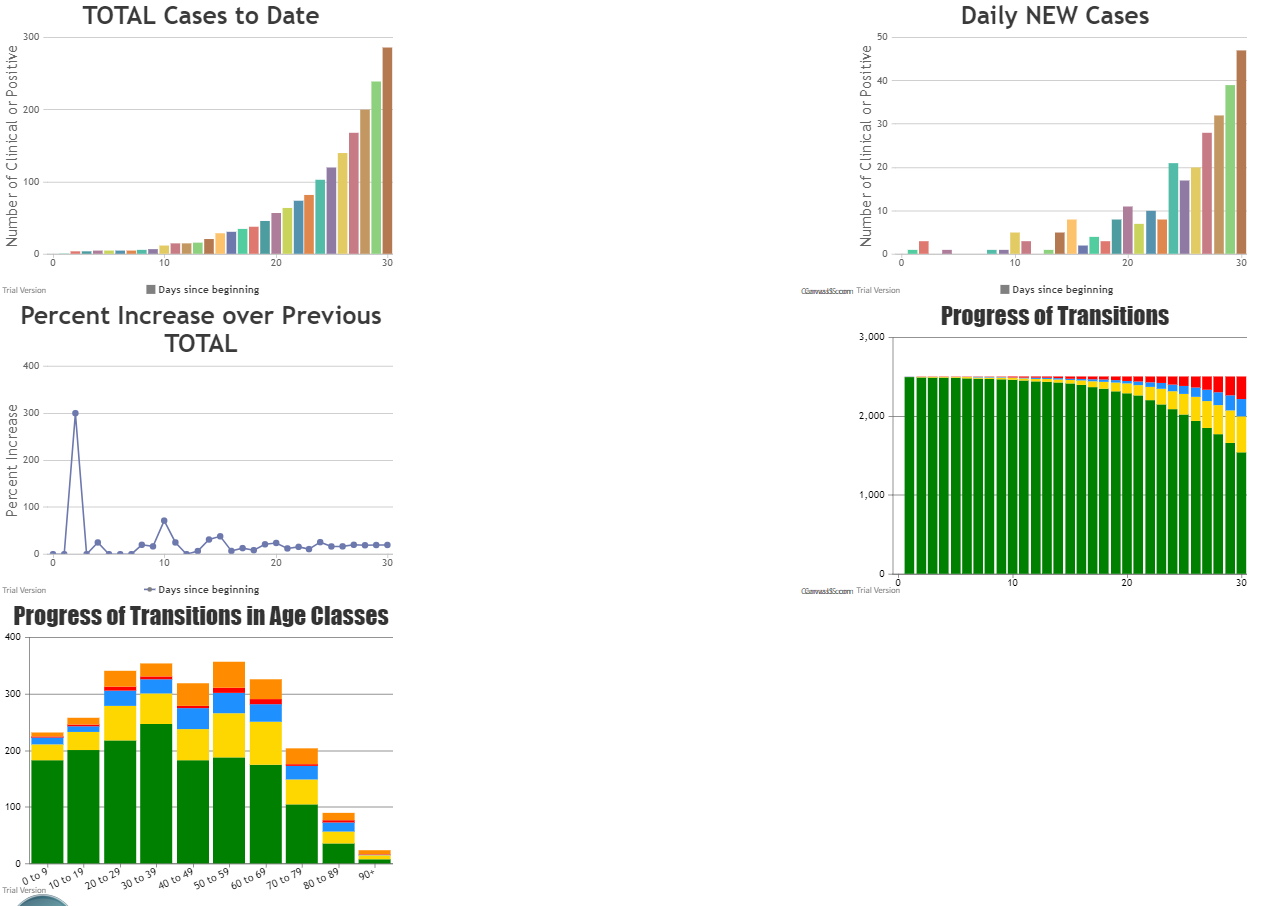 TOTAL Cases to Date
Number of Clinical or Positive
300
200
100
0
0
10
20
30
Days since beginning
Trial Version
Daily NEW Cases
Number of Clinical or Positive
50
40
30
20
10
0
0
10
20
30
Days since beginning
Trial Version
Percent Increase over Previous
TOTAL
Percent Increase
400
300
200
100
0
0
10
20
30
Days since beginning
Trial Version
Progress of Transitions
3,000
2,000
1,000
0
0
10
20
30
Trial Version
Progress of Transitions in Age Classes
400
300
200
100
0
0 to 9
10 to 19
20 to 29
30 to 39
40 to 49
50 to 59
60 to 69
70 to 79
80 to 89
90+
Trial Version